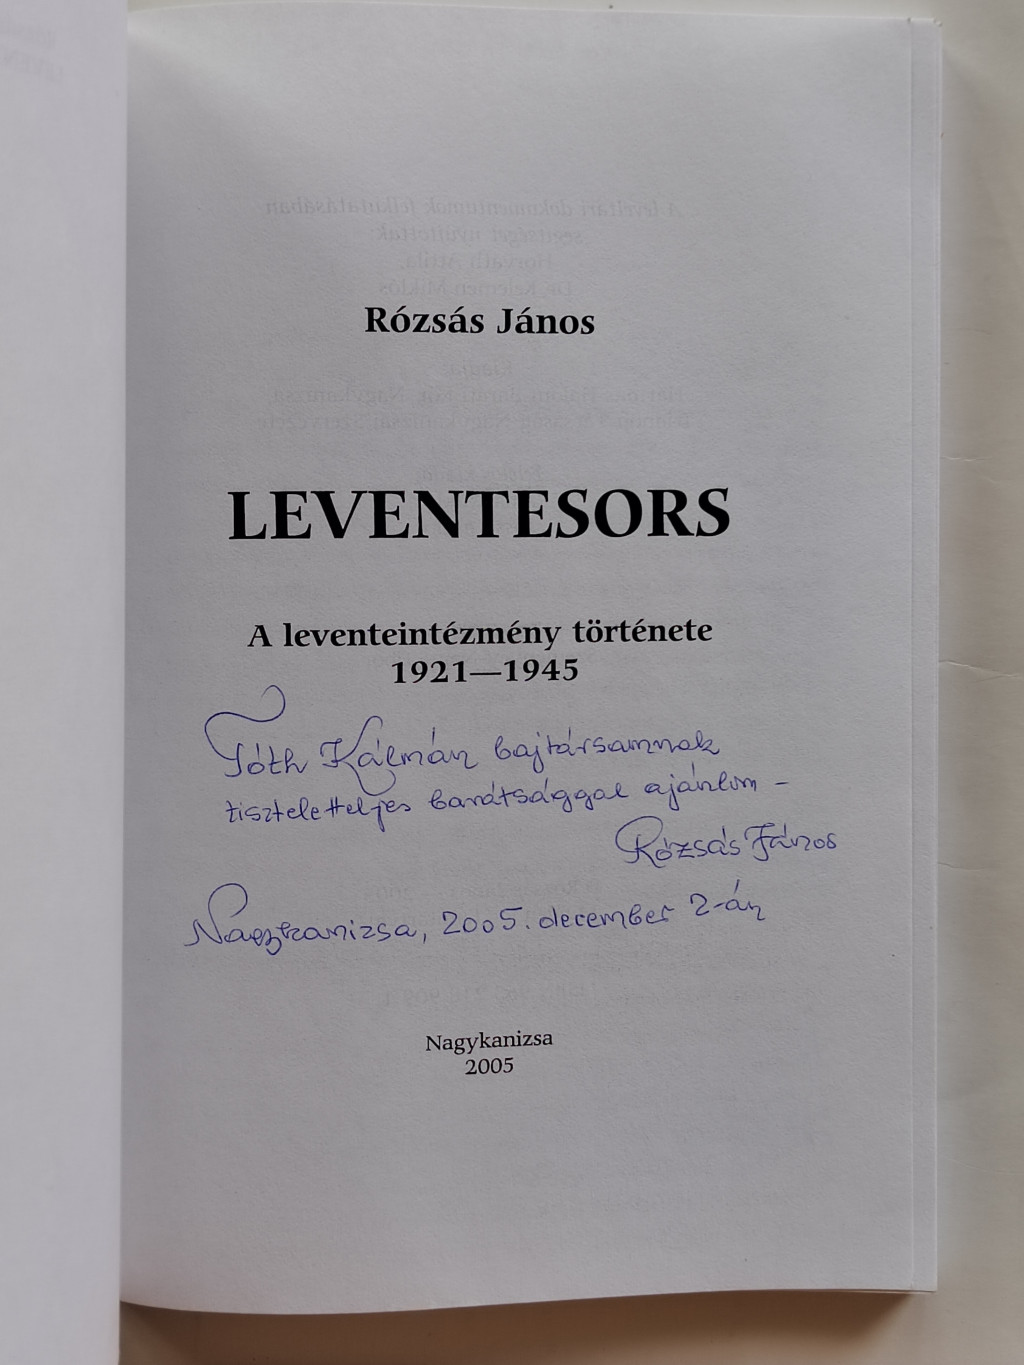 Rózsás János
LEVENTESORS
A leventeintézmény története
1921—1945
Tóth Kálmán bajtársamnak
tisztelettelјes barátsággal ajánlom –
Rózsás János
Nagykanizsa, 2005. december 2-án
Nagykanizsa
2005